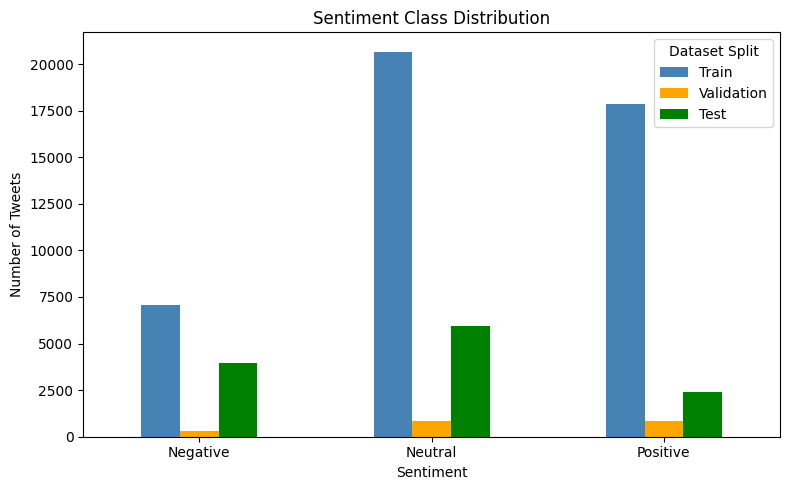 Sentiment Class Distribution
Dataset Split
Train
Validation
Test
Number of Tweets
20000
17500
15000
12500
10000
7500
5000
2500
0
Negative Neutral Positive
Sentiment